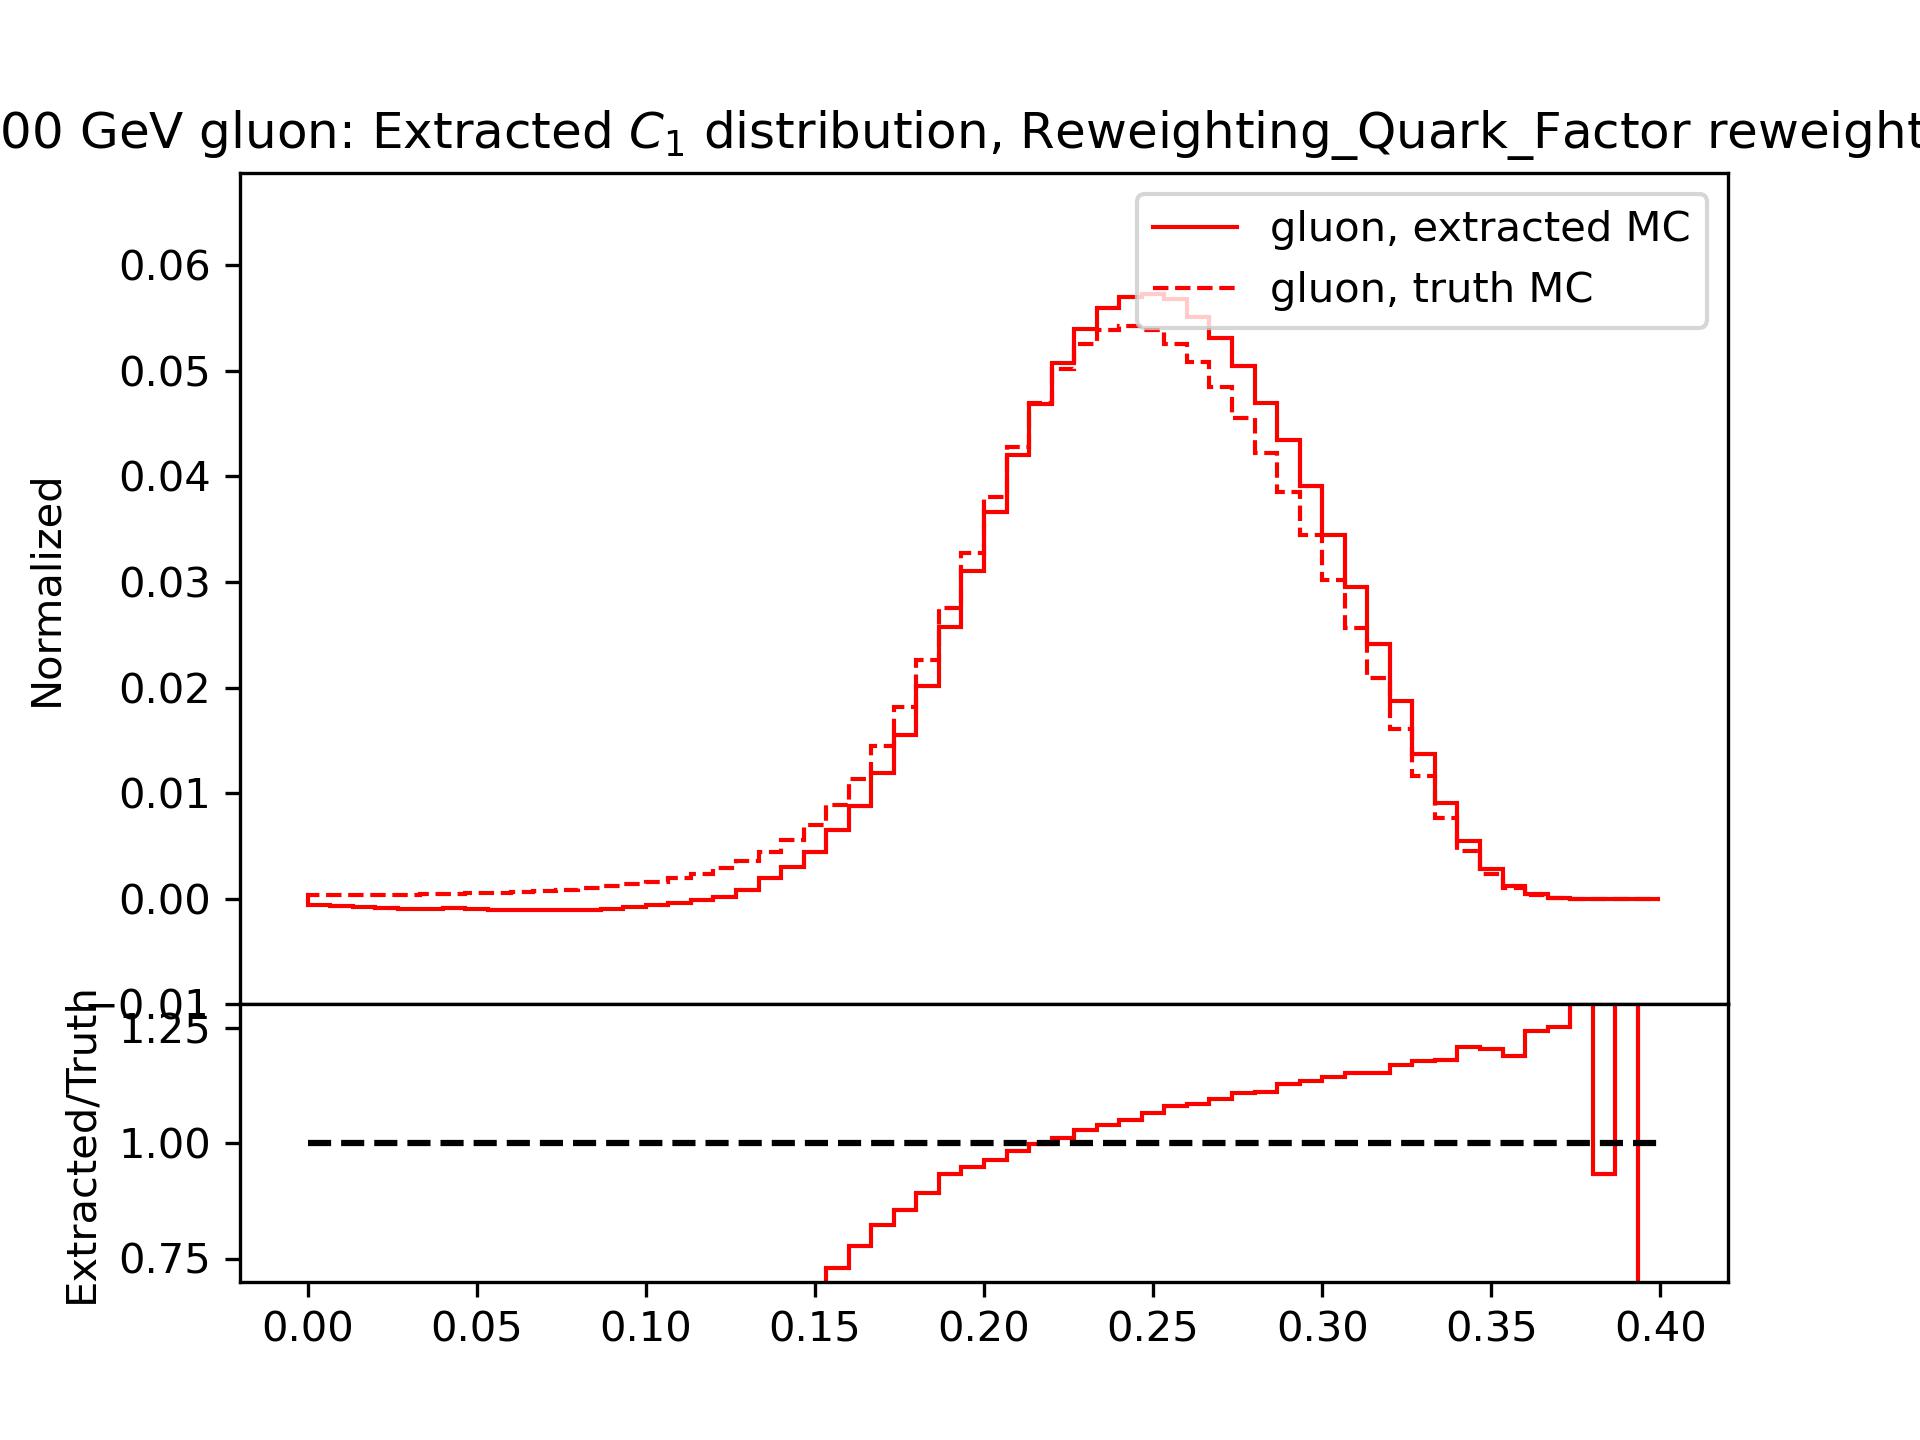 00 GeV gluon: Extracted C₁ distribution, Reweighting_Quark_Factor reweight
gluon, extracted MC
gluon, truth MC
Normalized
0.06
0.05
0.04
0.03
0.02
0.01
0.00
−0.01
Extracted/Truth
1.25
1.00
0.75
0.00 0.05 0.10 0.15 0.20 0.25 0.30 0.35 0.40